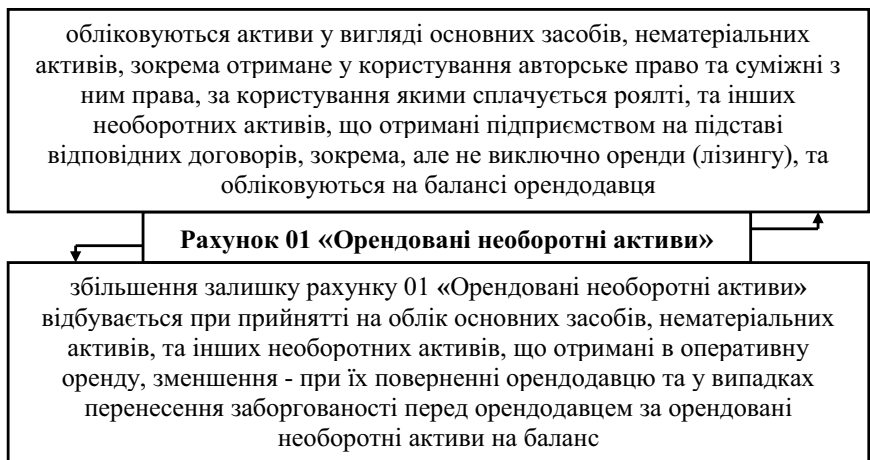 обліковуються активи у вигляді основних засобів, нематеріальних
активів, зокрема отримане у користування авторське право та суміжні з
ним права, за користування якими сплачується роялті, та інших
необоротних активів, що отримані підприємством на підставі
відповідних договорів, зокрема, але не виключно оренди (лізингу), та
обліковуються на балансі орендодавця
Рахунок 01 «Орендовані необоротні активи»
збільшення залишку рахунку 01 «Орендовані необоротні активи»
відбувається при прийнятті на облік основних засобів, нематеріальних
активів, та інших необоротних активів, що отримані в оперативну
оренду, зменшення - при їх поверненні орендодавцю та у випадках
перенесення заборгованості перед орендодавцем за орендовані
необоротні активи на баланс